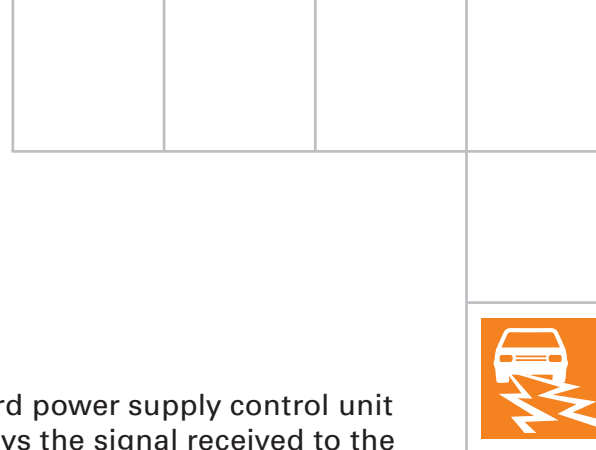 rd power supply control unit
ys the signal received to the